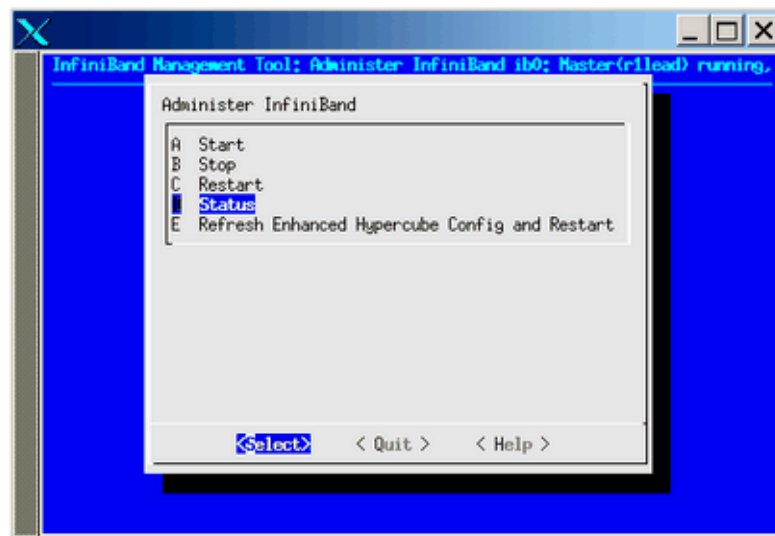 InfiniBand Management Tool: Administer InfiniBand ib0: Master(r1lead) running,
Administer InfiniBand
A Start
B Stop
C Restart
D Status
E Refresh Enhanced Hypercube Config and Restart
<Select> < Quit > < Help >